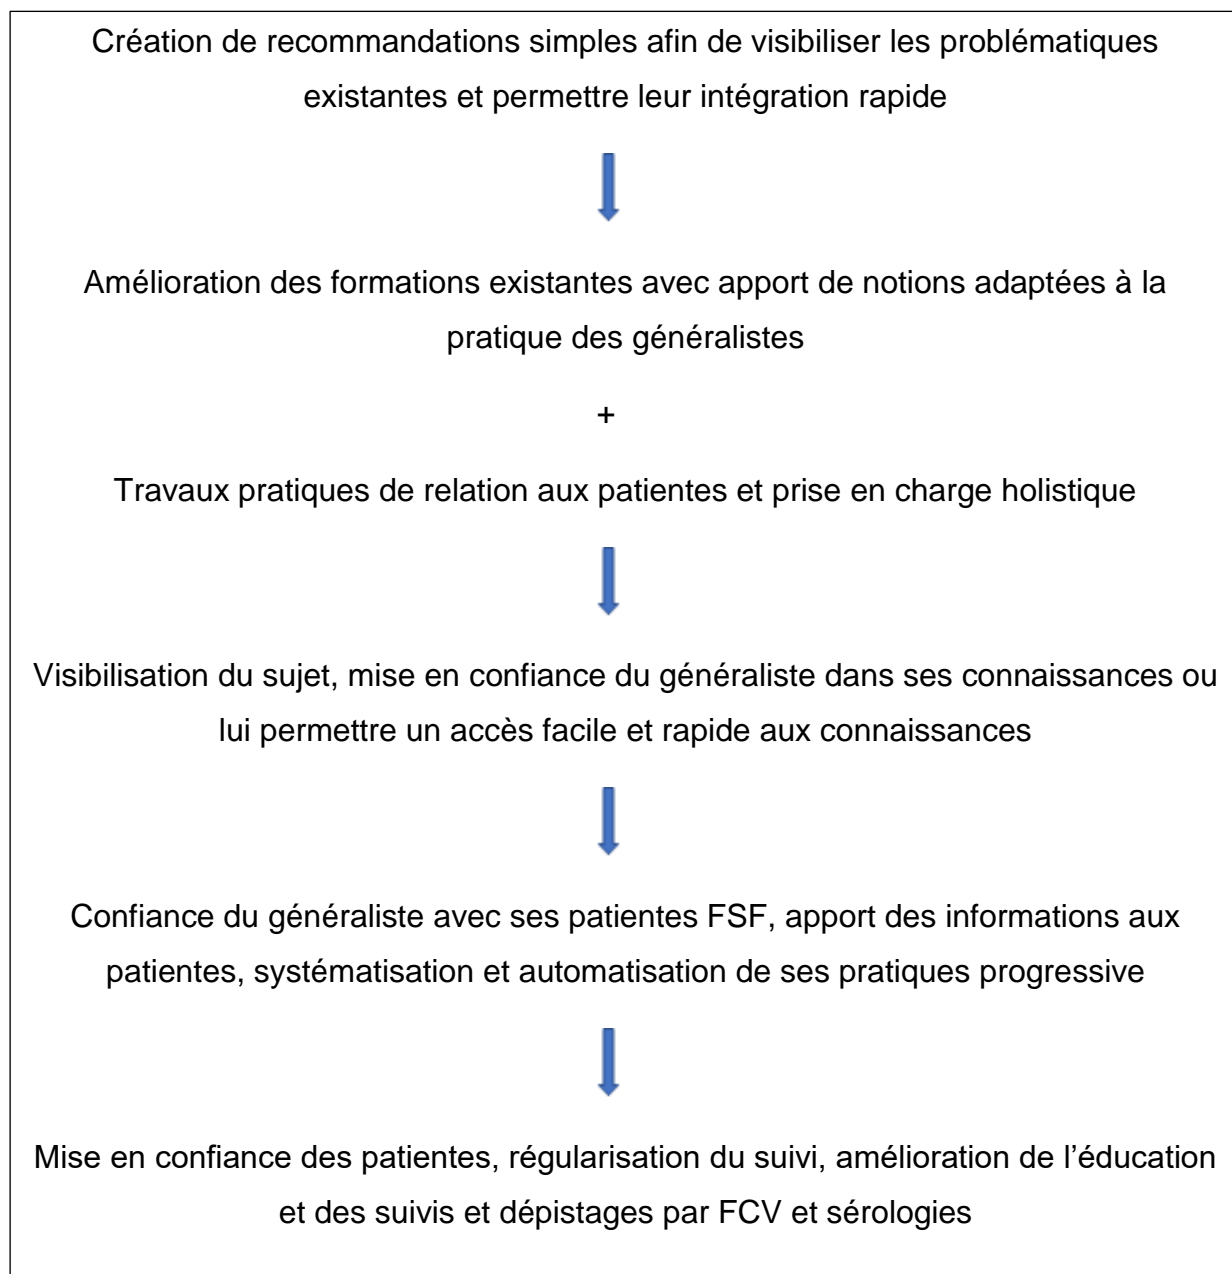 Création de recommandations simples afin de visibiliser les problématiques
existantes et permettre leur intégration rapide
Amélioration des formations existantes avec apport de notions adaptées à la
pratique des généralistes
+
Travaux pratiques de relation aux patientes et prise en charge holistique
Visibilisation du sujet, mise en confiance du généraliste dans ses connaissances ou
lui permettre un accès facile et rapide aux connaissances
Confiance du généraliste avec ses patientes FSF, apport des informations aux
patientes, systématisation et automatisation de ses pratiques progressive
Mise en confiance des patientes, régularisation du suivi, amélioration de l’éducation
et des suivis et dépistages par FCV et sérologies